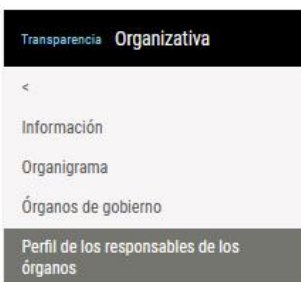 Transparencia Organizativa
<
Información
Organigrama
Órganos de gobierno
Perfil de los responsables de los
órganos